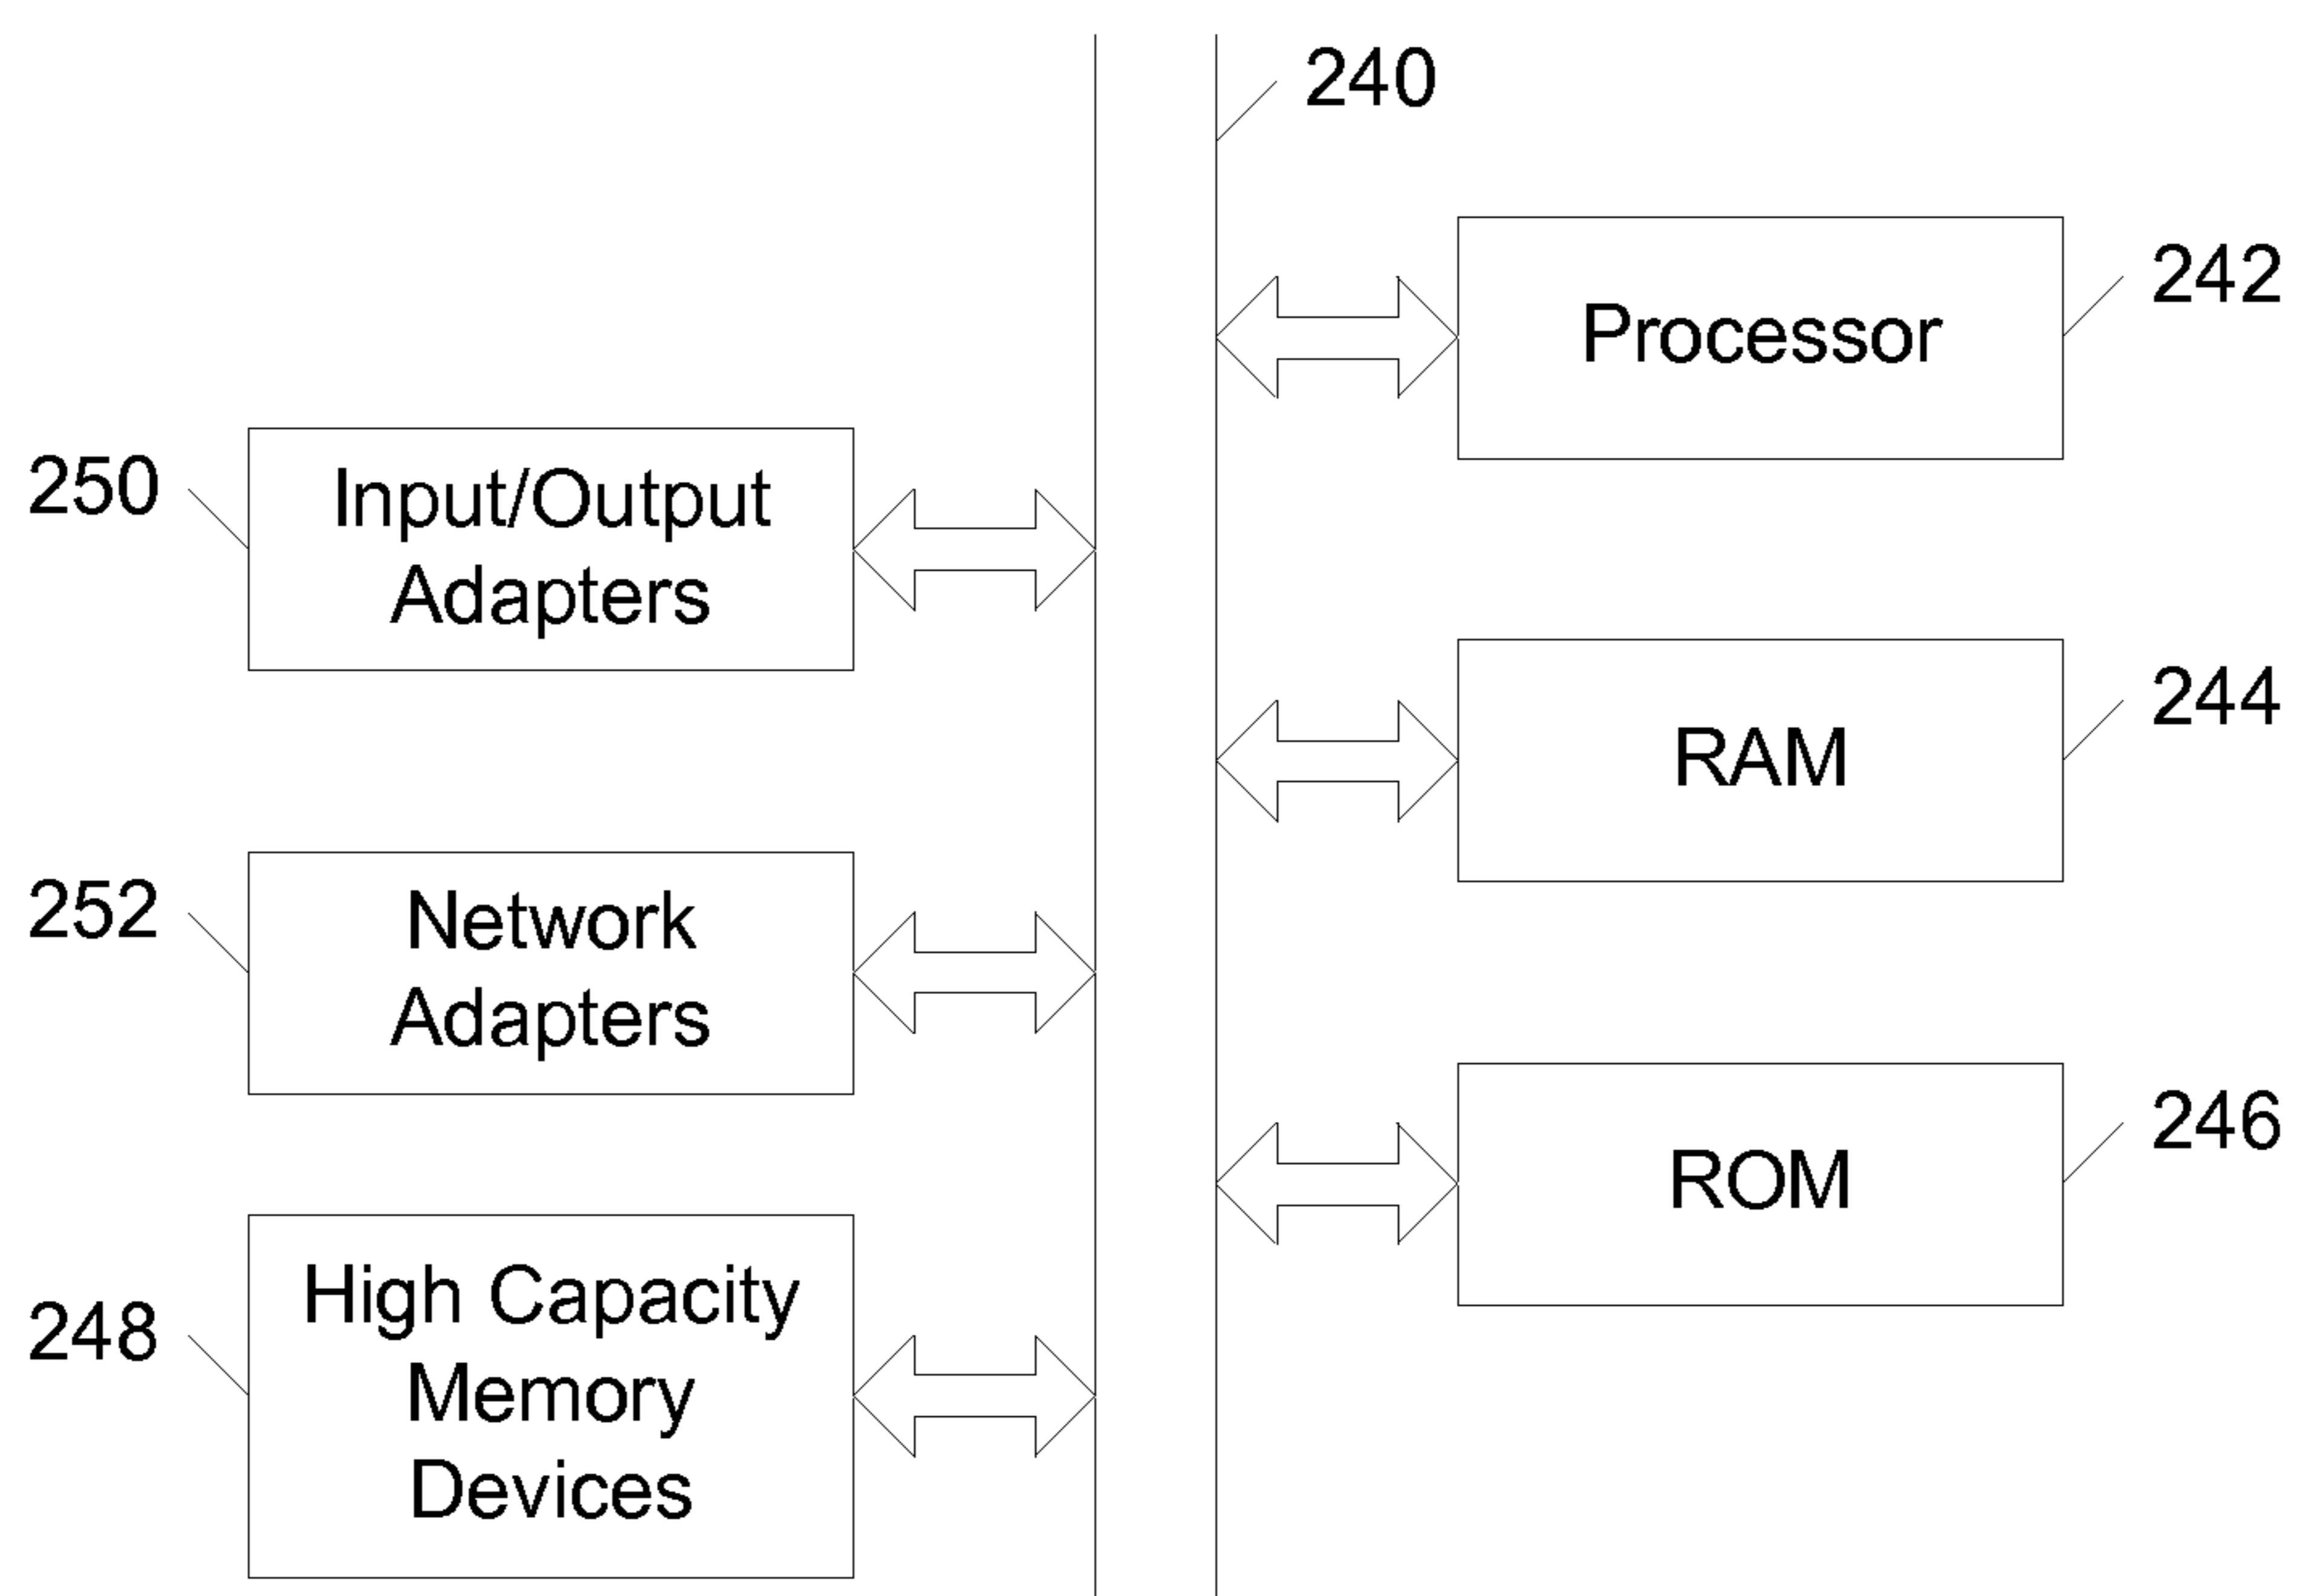 240
Processor
242
250
Input/Output
Adapters
RAM
244
252
Network
Adapters
ROM
246
248
High Capacity
Memory
Devices